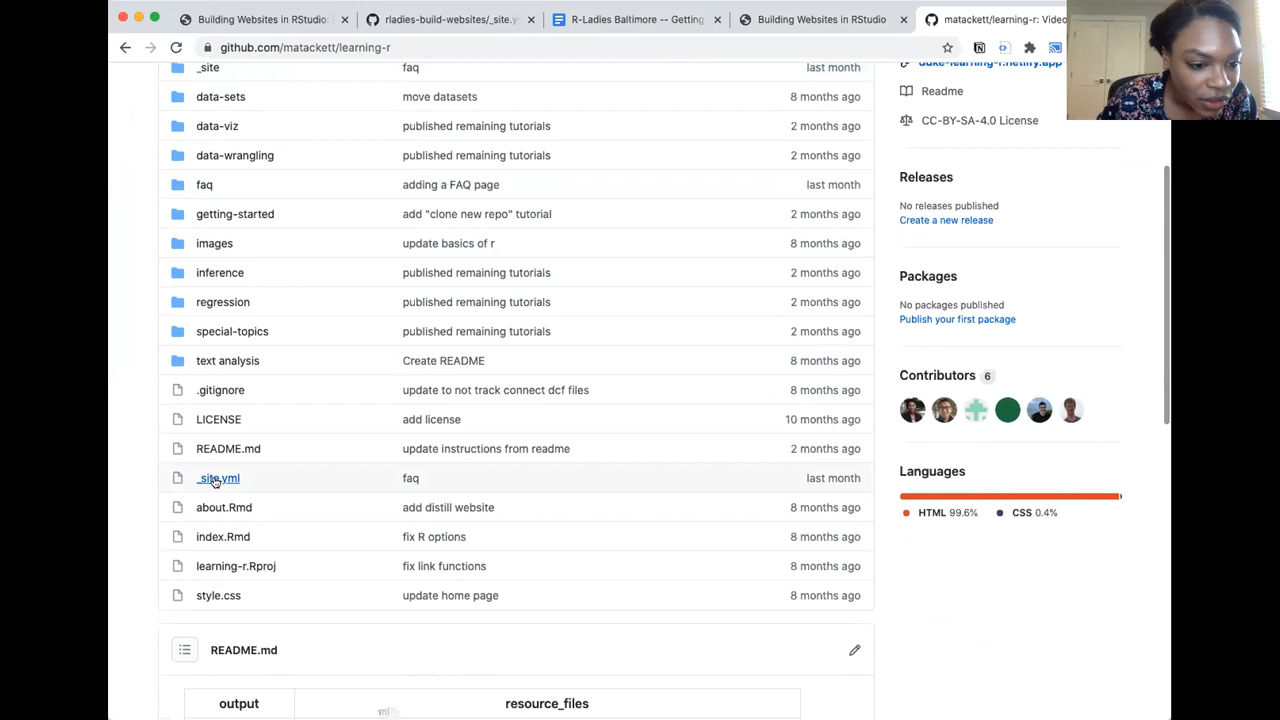 Building Websites in RStudio:
rladies-build-websites/_site.y
R-Ladies Baltimore -- Getting
Building Websites in RStudio
matackett/learning-r: Video
github.com/matackett/learning-r
_site faq last month
data-sets move datasets 8 months ago
data-viz published remaining tutorials 2 months ago
data-wrangling published remaining tutorials 2 months ago
faq adding a FAQ page last month
getting-started add "clone new repo" tutorial 2 months ago
images update basics of r 8 months ago
inference published remaining tutorials 2 months ago
regression published remaining tutorials 2 months ago
special-topics published remaining tutorials 2 months ago
text analysis Create README 8 months ago
.gitignore update to not track connect dcf files 8 months ago
LICENSE add license 10 months ago
README.md update instructions from readme 2 months ago
_site.yml faq last month
about.Rmd add distill website 8 months ago
index.Rmd fix R options 8 months ago
learning-r.Rproj fix link functions 8 months ago
style.css update home page 8 months ago
README.md
output resource_files
duke-learning-r.netlify.app
Readme
CC-BY-SA-4.0 License
Releases
No releases published
Create a new release
Packages
No packages published
Publish your first package
Contributors 6
Languages
HTML 99.6% CSS 0.4%